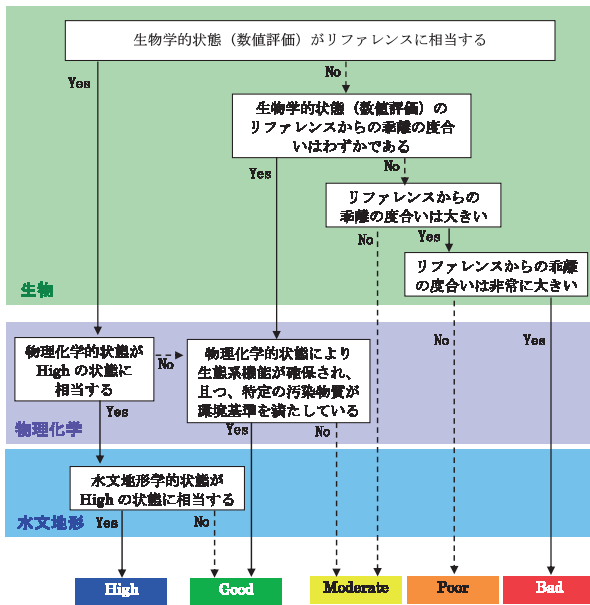 生物学的状態（数値評価）がリファレンスに相当する
Yes
No
生物学的状態（数値評価）の
リファレンスからの乖離の度合
いはわずかである
Yes
No
リファレンスからの
乖離の度合いは大きい
No
Yes
リファレンスからの乖離
の度合いは非常に大きい
生物
No
Yes
物理化学的状態が
Highの状態に
相当する
No
物理化学的状態により
生態系機能が確保され、
且つ、特定の汚染物質が
環境基準を満たしている
Yes
Yes
No
物理化学
水文地形学的状態が
Highの状態に相当する
水文地形
Yes
No
High
Good
Moderate
Poor
Bad